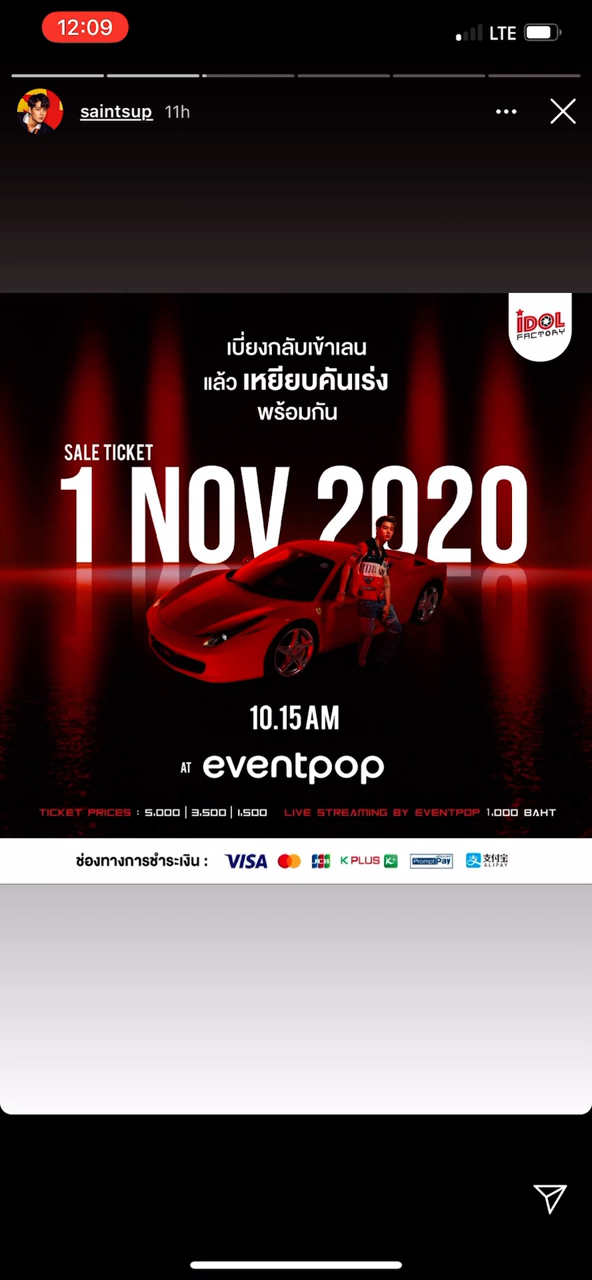 12:09
LTE
saintsup 11h
iDOL
FACTORY
เบี่ยงกลับเข้าเลน
แล้ว เหยียบคันเร่ง
พร้อมกัน
SALE TICKET
1 NOV 2020
10.15 AM
AT eventpop
TICKET PRICES : 5,000 | 3,500 | 1,500 LIVE STREAMING BY EVENTPOP 1,000 BAHT
ช่องทางการชำระเงิน : VISA JCB K PLUS K+ PromptPay 支付宝
ALIPAY